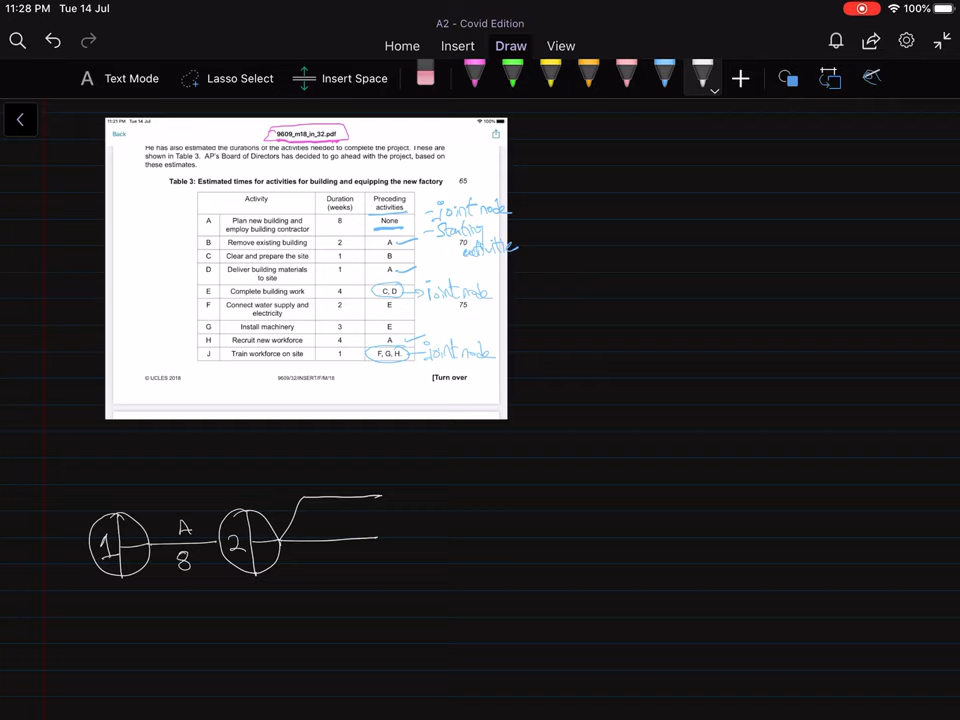 11:28 PM Tue 14 Jul
100%
A2 - Covid Edition
Home Insert Draw View
A Text Mode Lasso Select Insert Space
11:21 PM Tue 14 Jul
100%
Back 9609_m18_in_32.pdf
He has also estimated the durations of the activities needed to complete the project. These are
shown in Table 3. AP's Board of Directors has decided to go ahead with the project, based on
these estimates.
Table 3: Estimated times for activities for building and equipping the new factory 65
Activity Duration (weeks) Preceding activities
A Plan new building and employ building contractor 8 None
- joint node
- Starting activities
B Remove existing building 2 A 70
C Clear and prepare the site 1 B
D Deliver building materials to site 1 A
E Complete building work 4 C, D joint node
F Connect water supply and electricity 2 E 75
G Install machinery 3 E
H Recruit new workforce 4 A
J Train workforce on site 1 F, G, H. joint node
© UCLES 2018 9609/32/INSERT/F/M/18 [Turn over
1 A 8 2